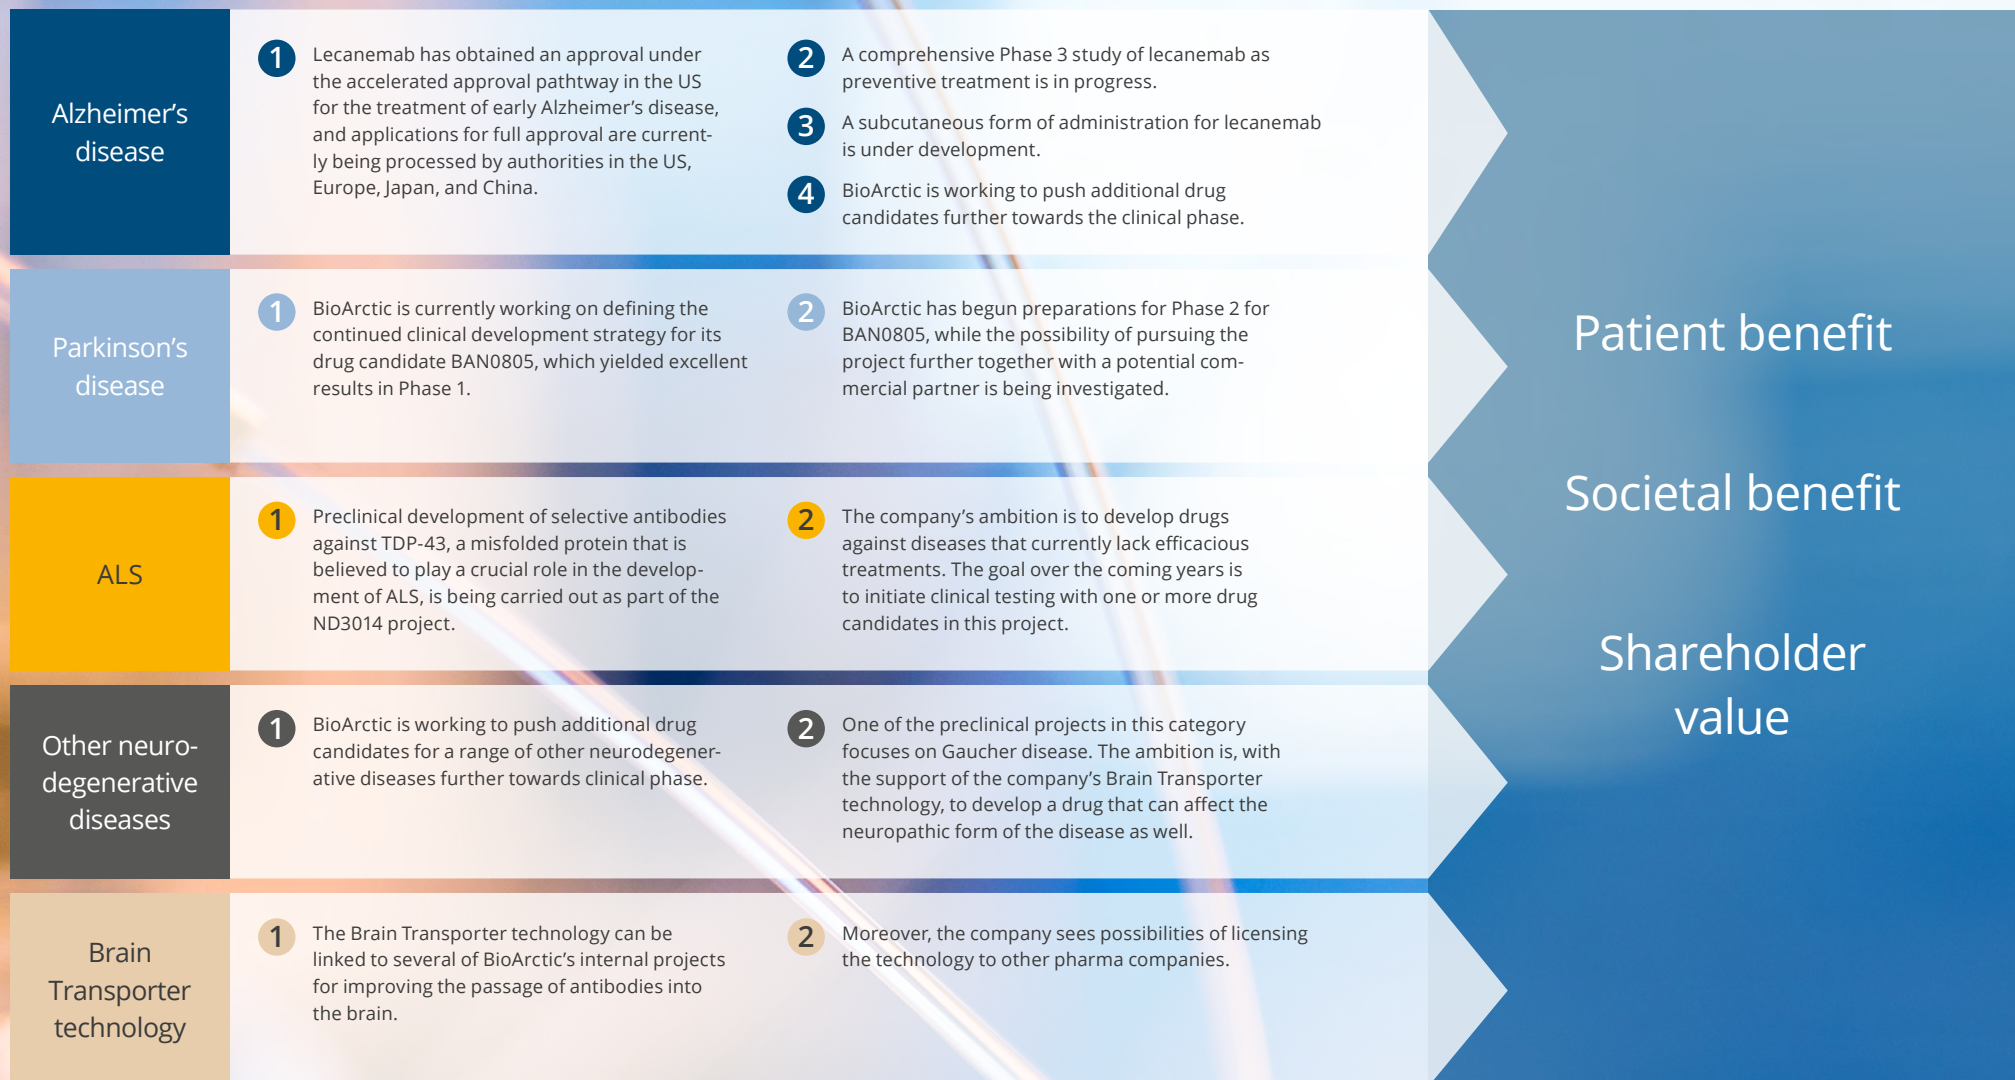 Alzheimer's
disease
1
Lecanemab has obtained an approval under
the accelerated approval pathtway in the US
for the treatment of early Alzheimer's disease,
and applications for full approval are current-
ly being processed by authorities in the US,
Europe, Japan, and China.
2
A comprehensive Phase 3 study of lecanemab as
preventive treatment is in progress.
3
A subcutaneous form of administration for lecanemab
is under development.
4
BioArctic is working to push additional drug
candidates further towards the clinical phase.
Parkinson's
disease
1
BioArctic is currently working on defining the
continued clinical development strategy for its
drug candidate BAN0805, which yielded excellent
results in Phase 1.
2
BioArctic has begun preparations for Phase 2 for
BAN0805, while the possibility of pursuing the
project further together with a potential com-
mercial partner is being investigated.
ALS
1
Preclinical development of selective antibodies
against TDP-43, a misfolded protein that is
believed to play a crucial role in the develop-
ment of ALS, is being carried out as part of the
ND3014 project.
2
The company's ambition is to develop drugs
against diseases that currently lack efficacious
treatments. The goal over the coming years is
to initiate clinical testing with one or more drug
candidates in this project.
Other neuro-
degenerative
diseases
1
BioArctic is working to push additional drug
candidates for a range of other neurodegener-
ative diseases further towards clinical phase.
2
One of the preclinical projects in this category
focuses on Gaucher disease. The ambition is, with
the support of the company's Brain Transporter
technology, to develop a drug that can affect the
neuropathic form of the disease as well.
Brain
Transporter
technology
1
The Brain Transporter technology can be
linked to several of BioArctic's internal projects
for improving the passage of antibodies into
the brain.
2
Moreover, the company sees possibilities of licensing
the technology to other pharma companies.
Patient benefit
Societal benefit
Shareholder
value